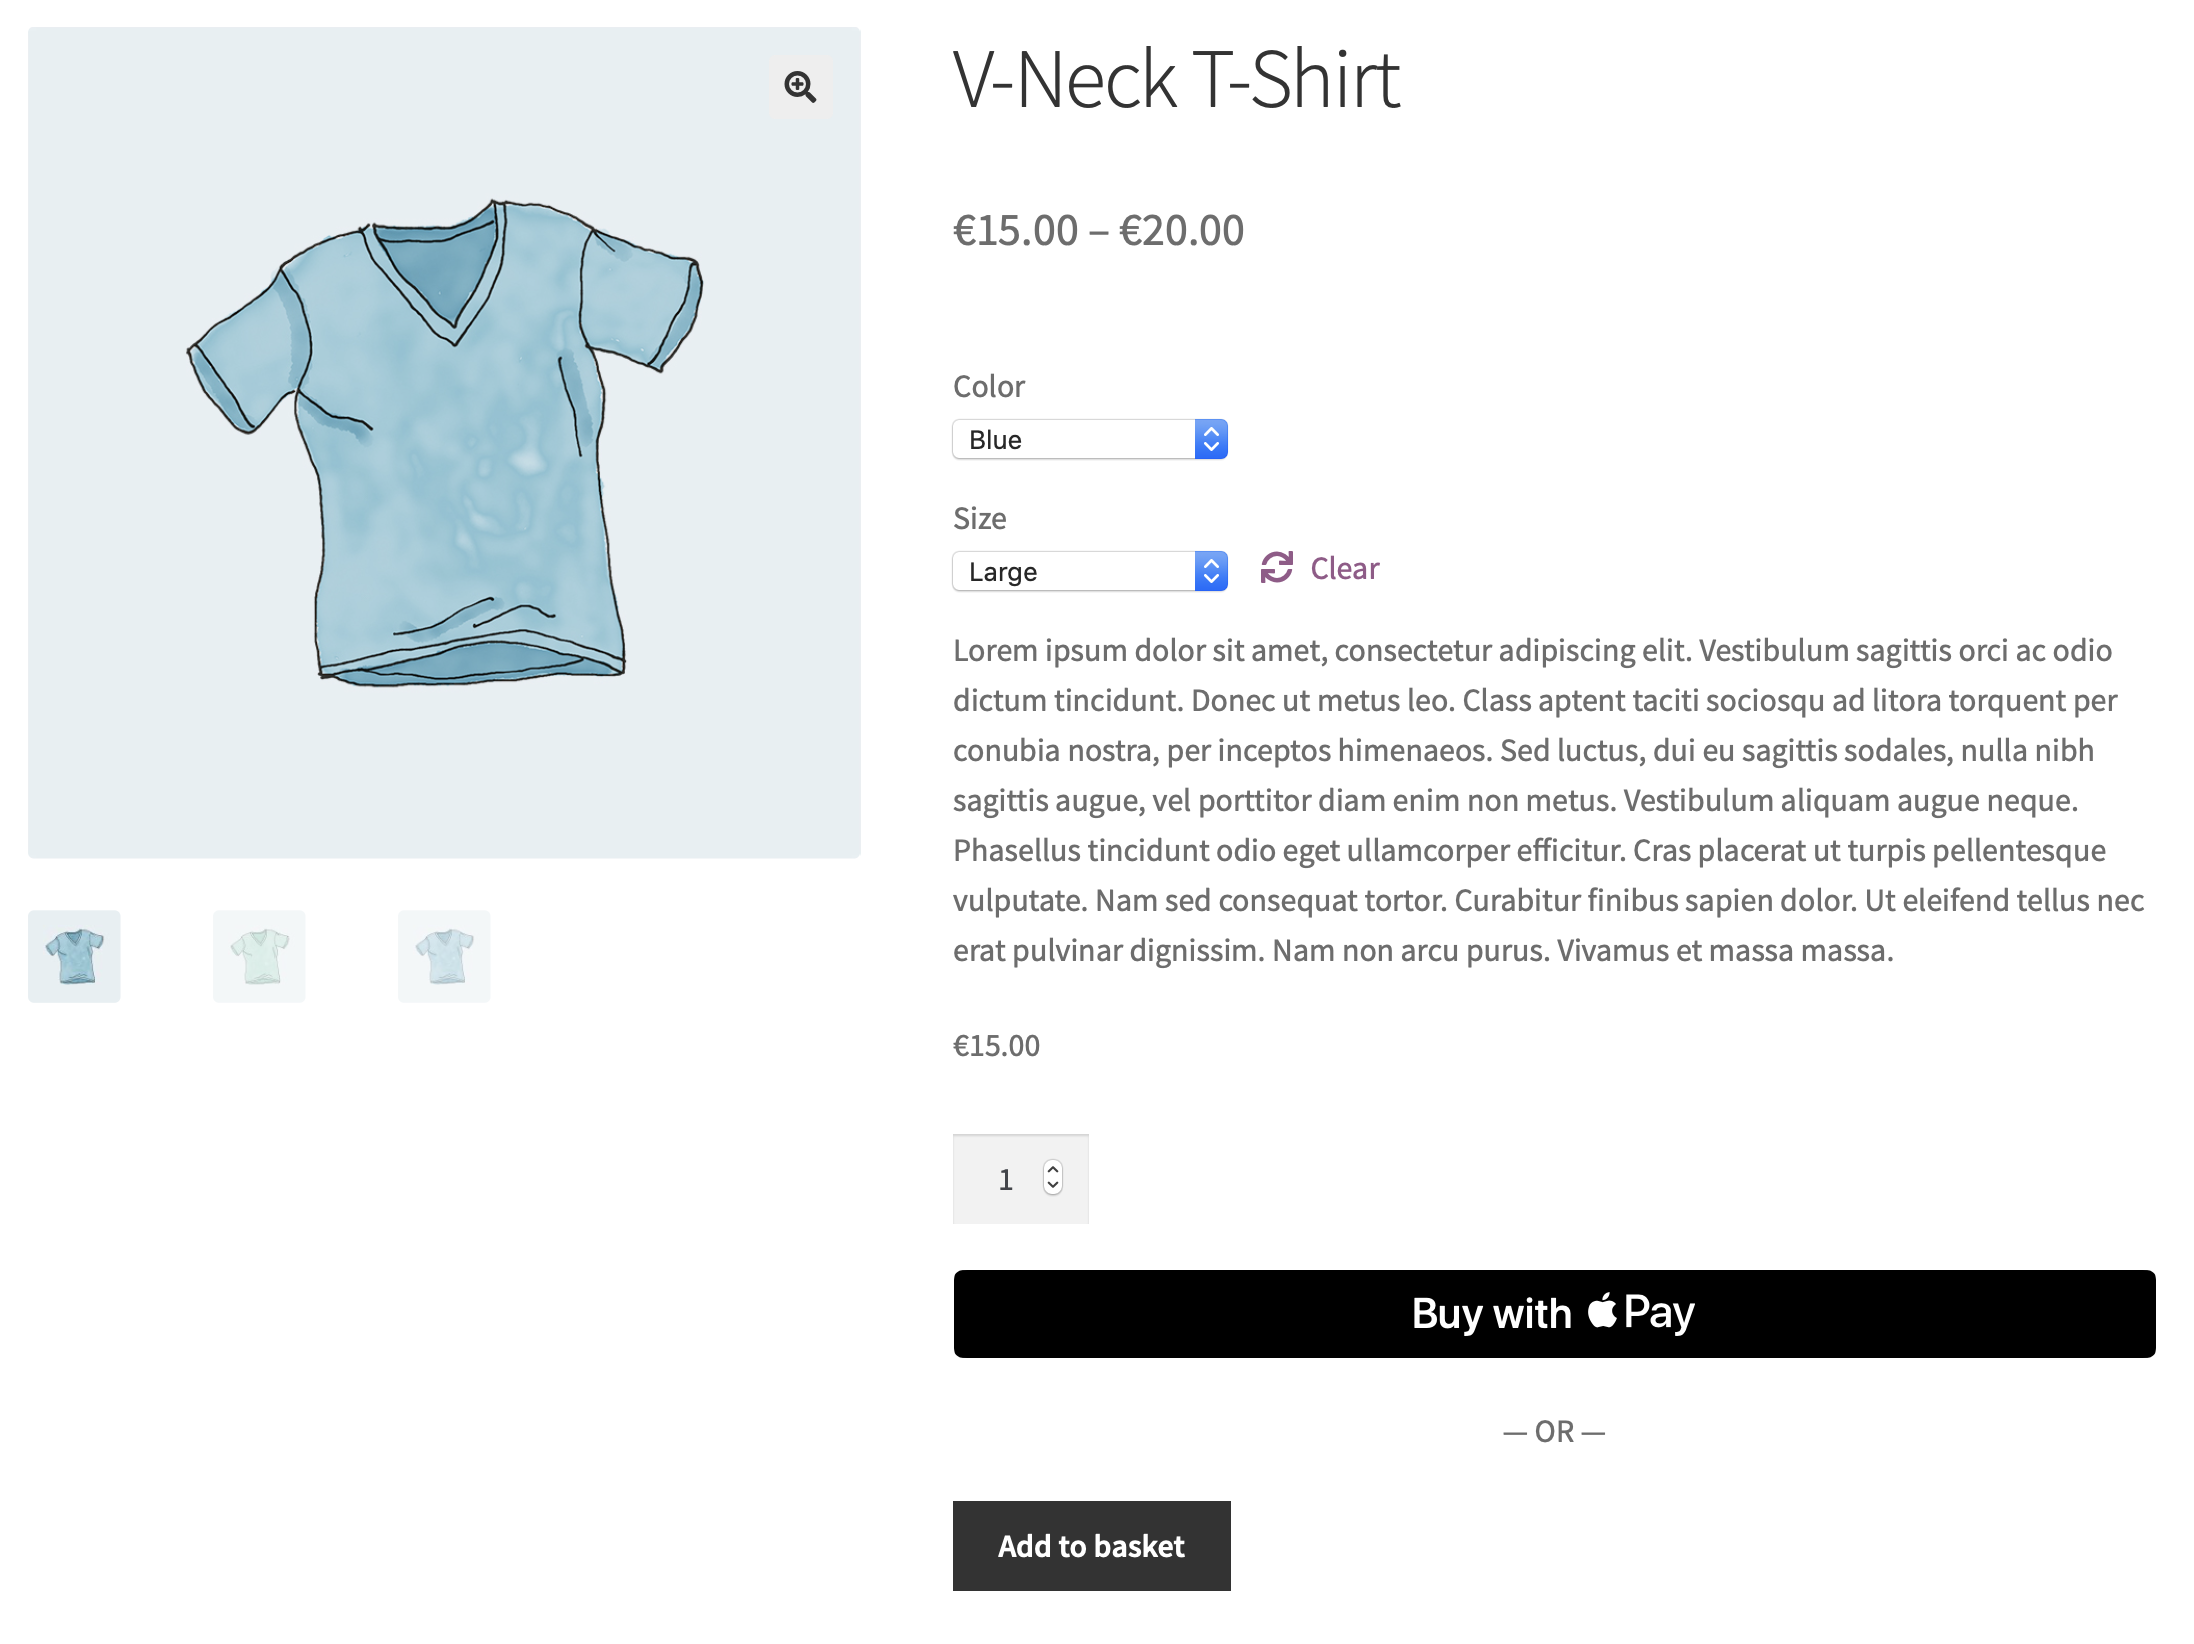 V-Neck T-Shirt
€15.00 – €20.00
Color
Blue
Size
Large
Clear
Lorem ipsum dolor sit amet, consectetur adipiscing elit. Vestibulum sagittis orci ac odio
dictum tincidunt. Donec ut metus leo. Class aptent taciti sociosqu ad litora torquent per
conubia nostra, per inceptos himenaeos. Sed luctus, dui eu sagittis sodales, nulla nibh
sagittis augue, vel porttitor diam enim non metus. Vestibulum aliquam augue neque.
Phasellus tincidunt odio eget ullamcorper efficitur. Cras placerat ut turpis pellentesque
vulputate. Nam sed consequat tortor. Curabitur finibus sapien dolor. Ut eleifend tellus nec
erat pulvinar dignissim. Nam non arcu purus. Vivamus et massa massa.
€15.00
1
Buy with Pay
— OR —
Add to basket